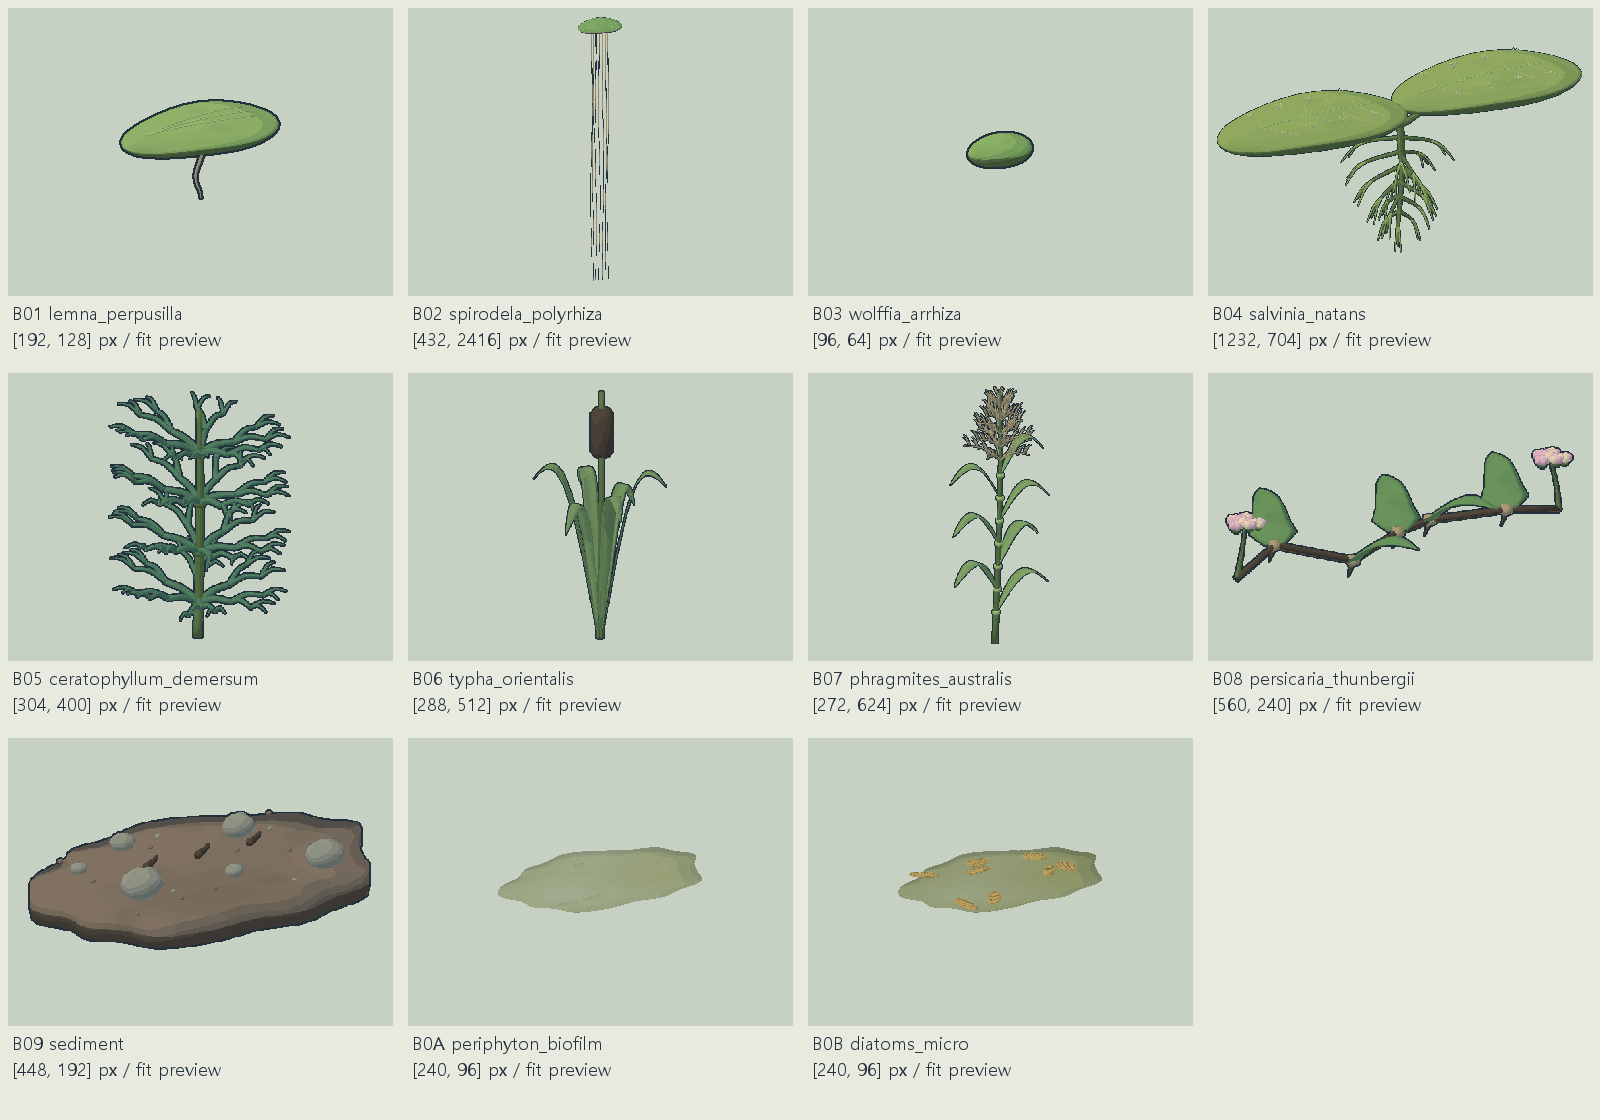 B01 lemna_perpusilla
[192, 128] px / fit preview
B02 spirodela_polyrhiza
[432, 2416] px / fit preview
B03 wolffia_arrhiza
[96, 64] px / fit preview
B04 salvinia_natans
[1232, 704] px / fit preview
B05 ceratophyllum_demersum
[304, 400] px / fit preview
B06 typha_orientalis
[288, 512] px / fit preview
B07 phragmites_australis
[272, 624] px / fit preview
B08 persicaria_thunbergii
[560, 240] px / fit preview
B09 sediment
[448, 192] px / fit preview
B0A periphyton_biofilm
[240, 96] px / fit preview
B0B diatoms_micro
[240, 96] px / fit preview